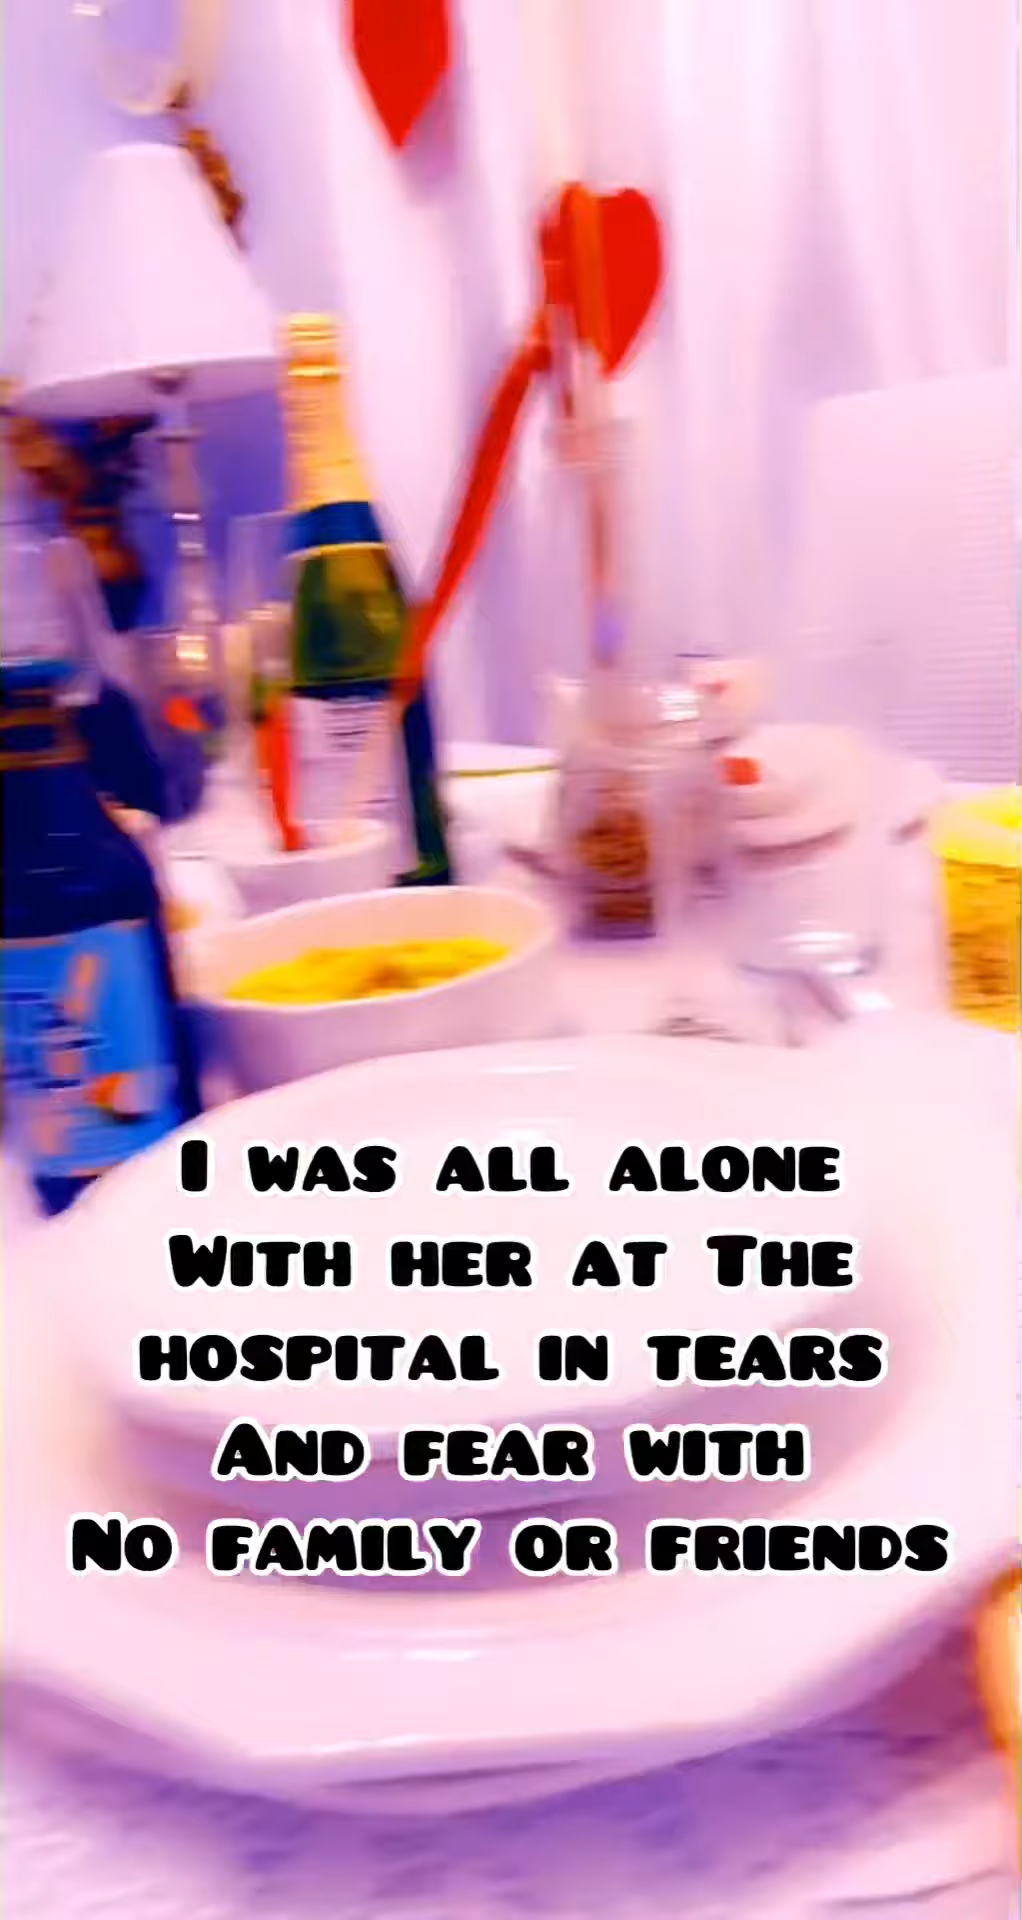 I was all alone
With her at The
hospital in tears
And fear with
No family or friends